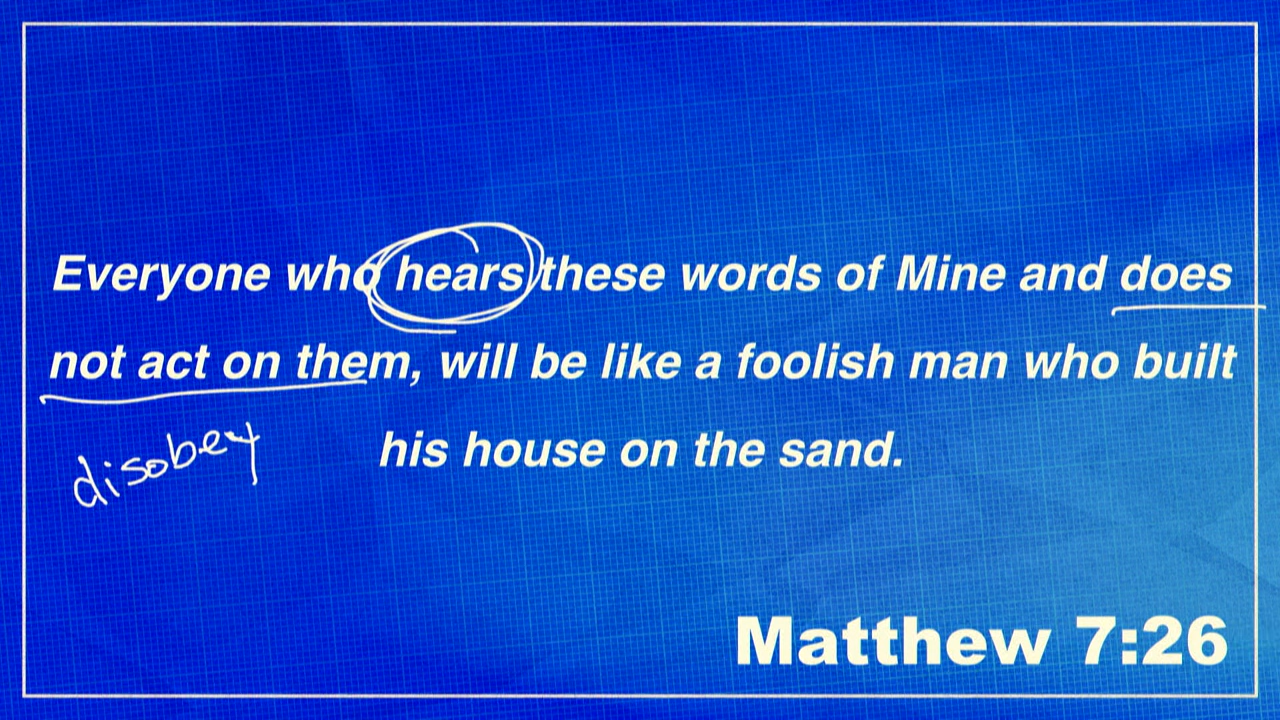 Everyone who hears these words of Mine and does
not act on them, will be like a foolish man who built
his house on the sand.
disobey
Matthew 7:26